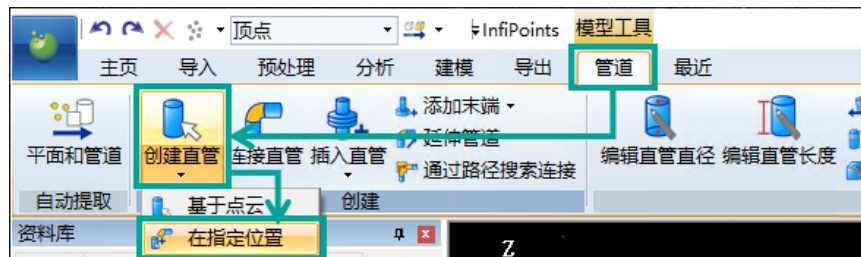 顶点 InfiPoints 模型工具
主页 导入 预处理 分析 建模 导出 管道 最近
添加末端
延伸管道
平面和管道 创建直管 连接直管 插入直管 通过路径搜索连接 编辑直管直径 编辑直管长度
自动提取 基于点云 创建
资料库 在指定位置
Z